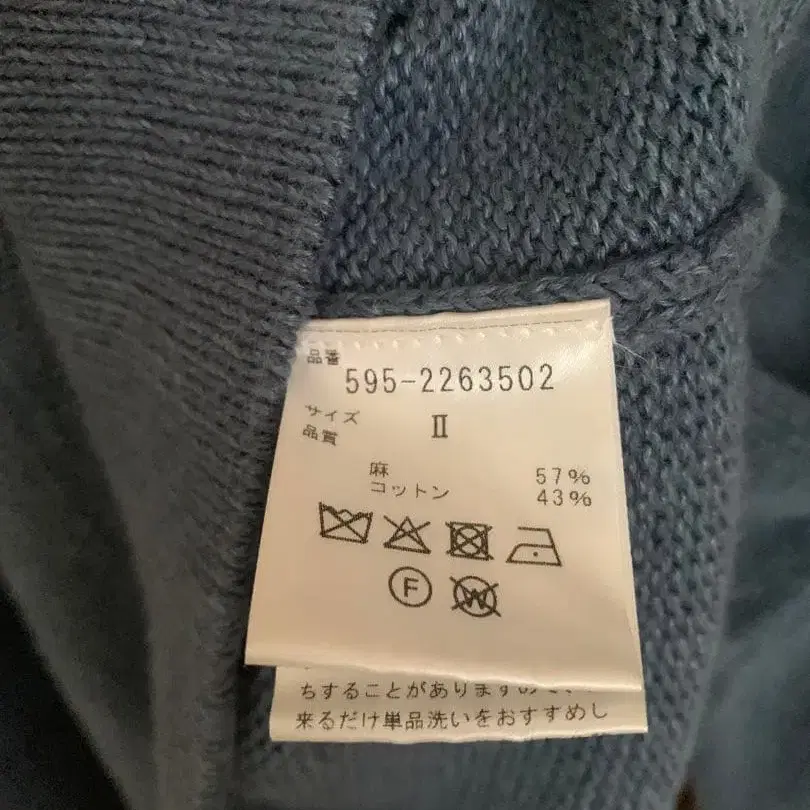 品番
595-2263502
サイズ Ⅱ
品質
麻 57%
コットン 43%
F
W
ちすることがありますので、
来るだけ単品洗いをおすすめし